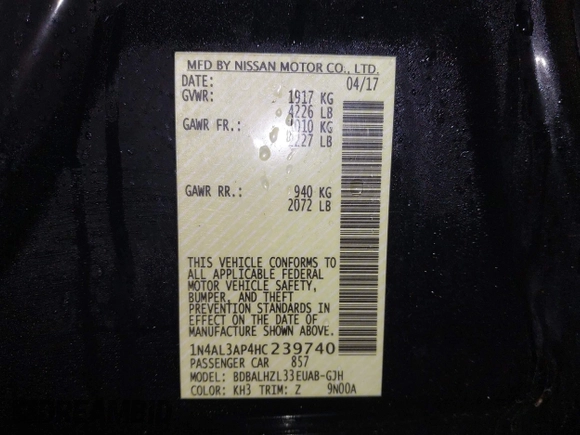 MFD BY NISSAN MOTOR CO., LTD.
DATE: 04/17
GVWR: 1917 KG
4226 LB
GAWR FR.: 1010 KG
2227 LB
GAWR RR.: 940 KG
2072 LB
THIS VEHICLE CONFORMS TO
ALL APPLICABLE FEDERAL
MOTOR VEHICLE SAFETY,
BUMPER, AND THEFT
PREVENTION STANDARDS IN
EFFECT ON THE DATE OF
MANUFACTURE SHOWN ABOVE.
1N4AL3AP4HC239740
PASSENGER CAR 857
MODEL: BDBALHZL33EUAB-GJH
COLOR: KH3 TRIM: Z 9N00A